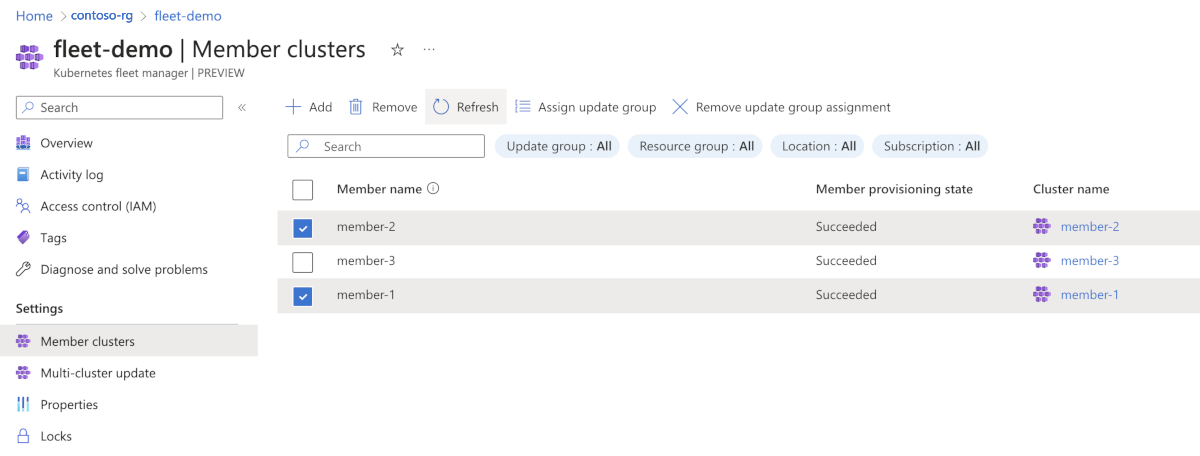 Home > contoso-rg > fleet-demo
fleet-demo | Member clusters ☆ ...
Kubernetes fleet manager | PREVIEW
Search «
Overview
Activity log
Access control (IAM)
Tags
Diagnose and solve problems
Settings
Member clusters
Multi-cluster update
Properties
Locks
Add Remove Refresh Assign update group Remove update group assignment
Search Update group : All Resource group : All Location : All Subscription : All
Member name Member provisioning state Cluster name
member-2 Succeeded member-2
member-3 Succeeded member-3
member-1 Succeeded member-1